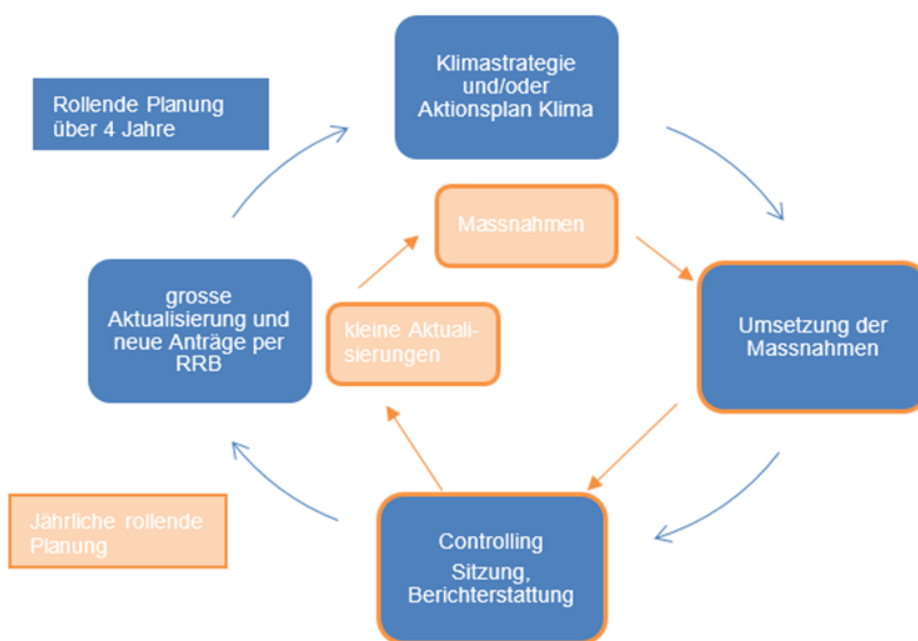 Klimastrategie
und/oder
Aktionsplan Klima
Rollende Planung
über 4 Jahre
Massnahmen
grosse
Aktualisierung und
neue Anträge per
RRB
kleine Aktuali-
sierungen
Umsetzung der
Massnahmen
Jährliche rollende
Planung
Controlling
Sitzung,
Berichterstattung